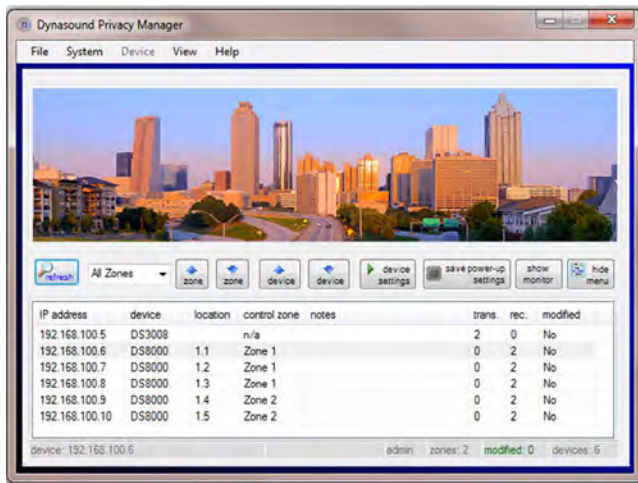 Dynasound Privacy Manager
File System Device View Help
refresh All Zones zone zone device device device settings save power-up settings show monitor hide menu
IP address device location control zone notes trans. rec. modified
192.168.100.5 DS3008 n/a 2 0 No
192.168.100.6 DS8000 1.1 Zone 1 0 2 No
192.168.100.7 DS8000 1.2 Zone 1 0 2 No
192.168.100.8 DS8000 1.3 Zone 1 0 2 No
192.168.100.9 DS8000 1.4 Zone 2 0 2 No
192.168.100.10 DS8000 1.5 Zone 2 0 2 No
device: 192.168.100.6 admin zones: 2 modified: 0 devices: 6